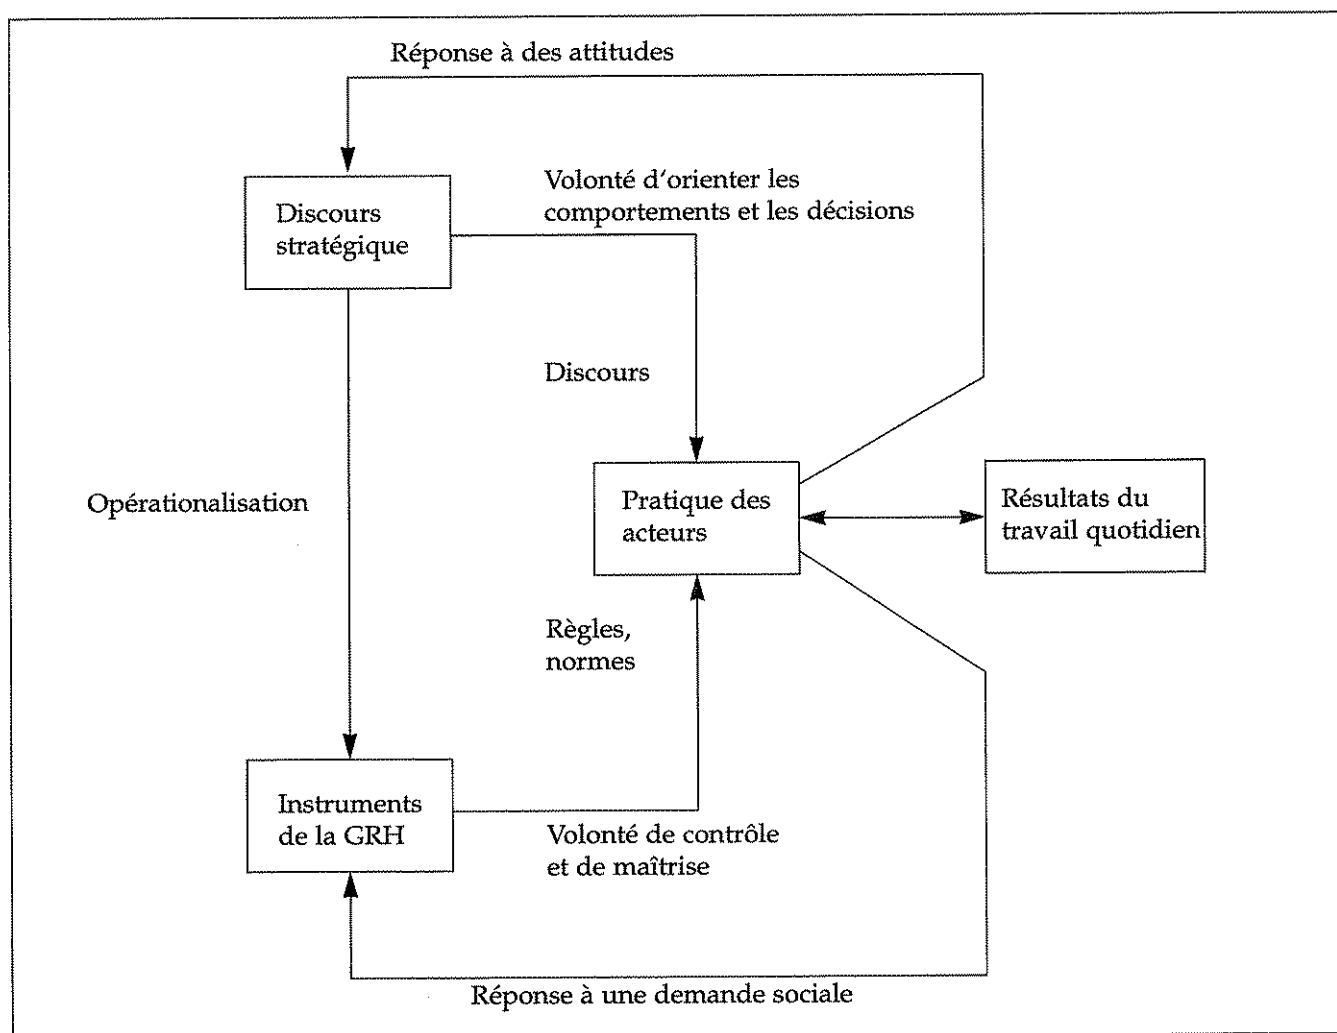 Réponse à des attitudes
Volonté d'orienter les
comportements et les décisions
Discours
stratégique
Discours
Opérationalisation
Pratique des
acteurs
Résultats du
travail quotidien
Règles,
normes
Instruments
de la GRH
Volonté de contrôle
et de maîtrise
Réponse à une demande sociale